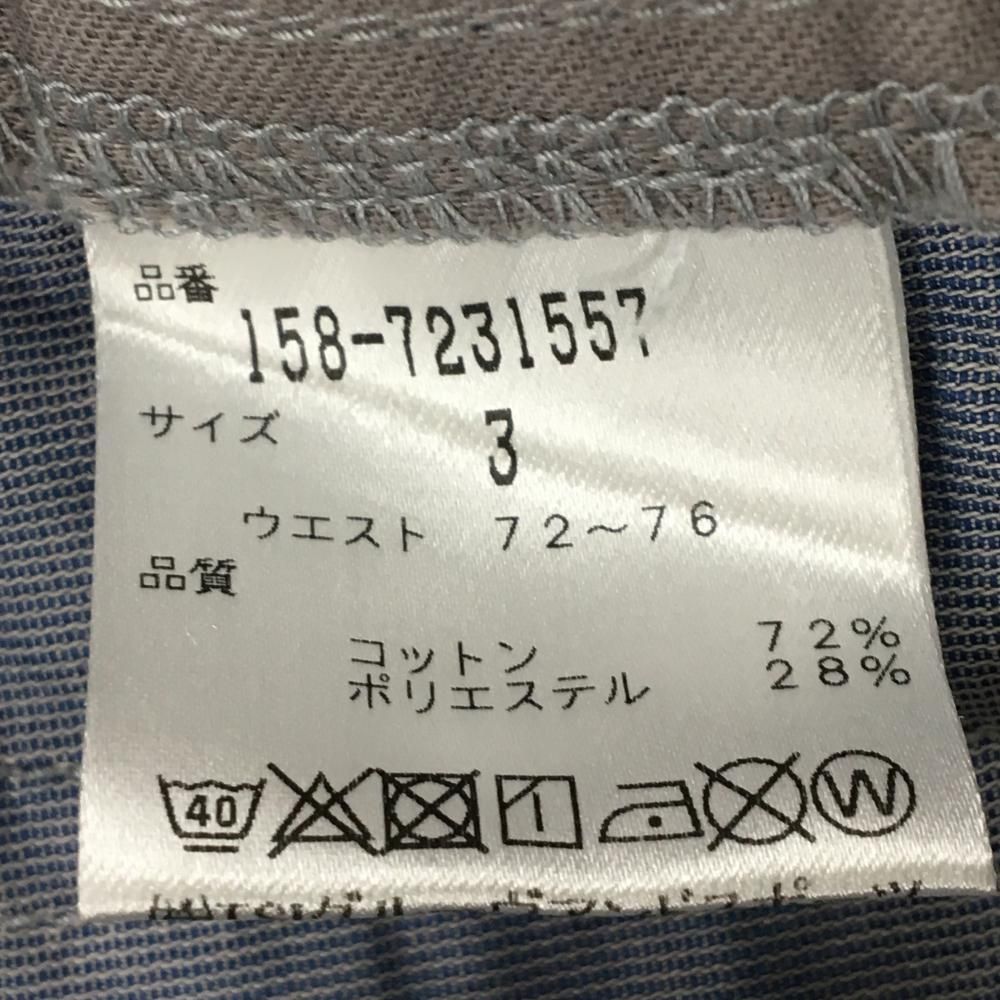 品番
158-7231557
サイズ
3
ウエスト 72～76
品質
コットン 72%
ポリエステル 28%
40
W